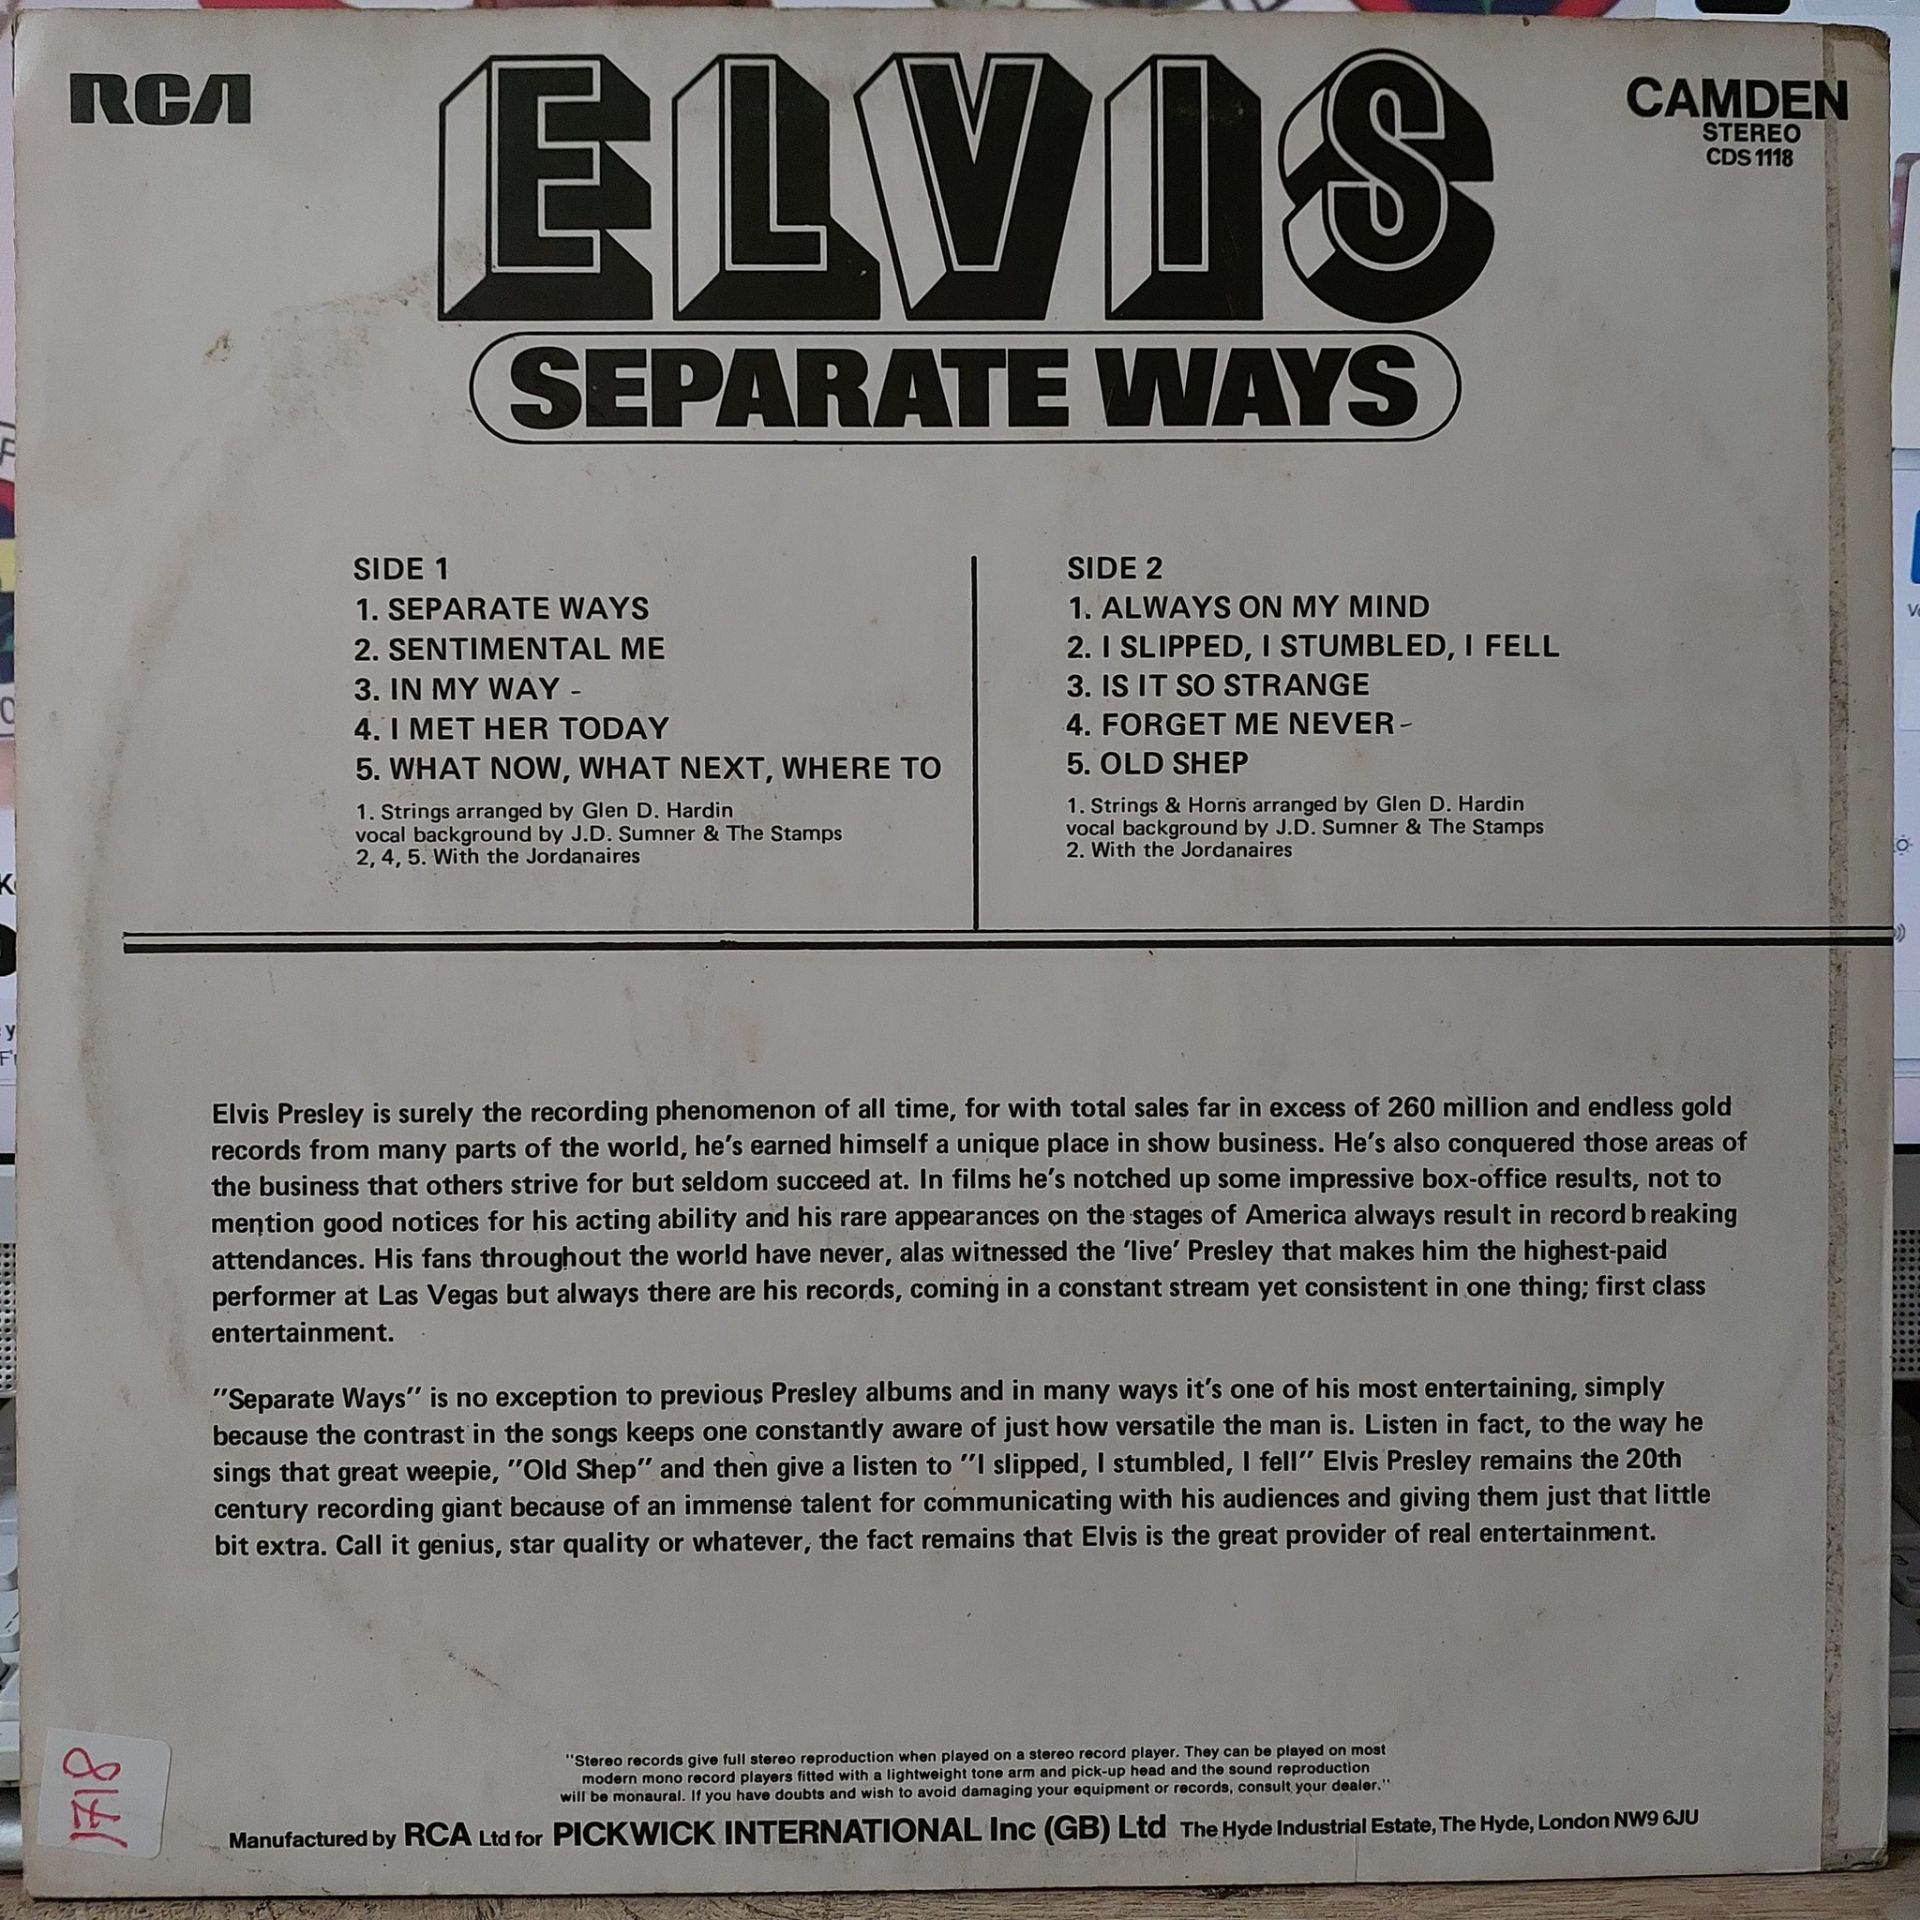 RCA
ELVIS
SEPARATE WAYS
CAMDEN
STEREO
CDS 1118
SIDE 1
1. SEPARATE WAYS
2. SENTIMENTAL ME
3. IN MY WAY -
4. I MET HER TODAY
5. WHAT NOW, WHAT NEXT, WHERE TO
1. Strings arranged by Glen D. Hardin
vocal background by J.D. Sumner & The Stamps
2, 4, 5. With the Jordanaires
SIDE 2
1. ALWAYS ON MY MIND
2. I SLIPPED, I STUMBLED, I FELL
3. IS IT SO STRANGE
4. FORGET ME NEVER -
5. OLD SHEP
1. Strings & Horns arranged by Glen D. Hardin
vocal background by J.D. Sumner & The Stamps
2. With the Jordanaires
Elvis Presley is surely the recording phenomenon of all time, for with total sales far in excess of 260 million and endless gold
records from many parts of the world, he's earned himself a unique place in show business. He's also conquered those areas of
the business that others strive for but seldom succeed at. In films he's notched up some impressive box-office results, not to
mention good notices for his acting ability and his rare appearances on the stages of America always result in record b reaking
attendances. His fans throughout the world have never, alas witnessed the 'live' Presley that makes him the highest-paid
performer at Las Vegas but always there are his records, coming in a constant stream yet consistent in one thing; first class
entertainment.
"Separate Ways" is no exception to previous Presley albums and in many ways it's one of his most entertaining, simply
because the contrast in the songs keeps one constantly aware of just how versatile the man is. Listen in fact, to the way he
sings that great weepie, "Old Shep" and then give a listen to "I slipped, I stumbled, I fell" Elvis Presley remains the 20th
century recording giant because of an immense talent for communicating with his audiences and giving them just that little
bit extra. Call it genius, star quality or whatever, the fact remains that Elvis is the great provider of real entertainment.
"Stereo records give full stereo reproduction when played on a stereo record player. They can be played on most
modern mono record players fitted with a lightweight tone arm and pick-up head and the sound reproduction
will be monaural. If you have doubts and wish to avoid damaging your equipment or records, consult your dealer."
Manufactured by RCA Ltd for PICKWICK INTERNATIONAL Inc (GB) Ltd The Hyde Industrial Estate, The Hyde, London NW9 6JU
1718